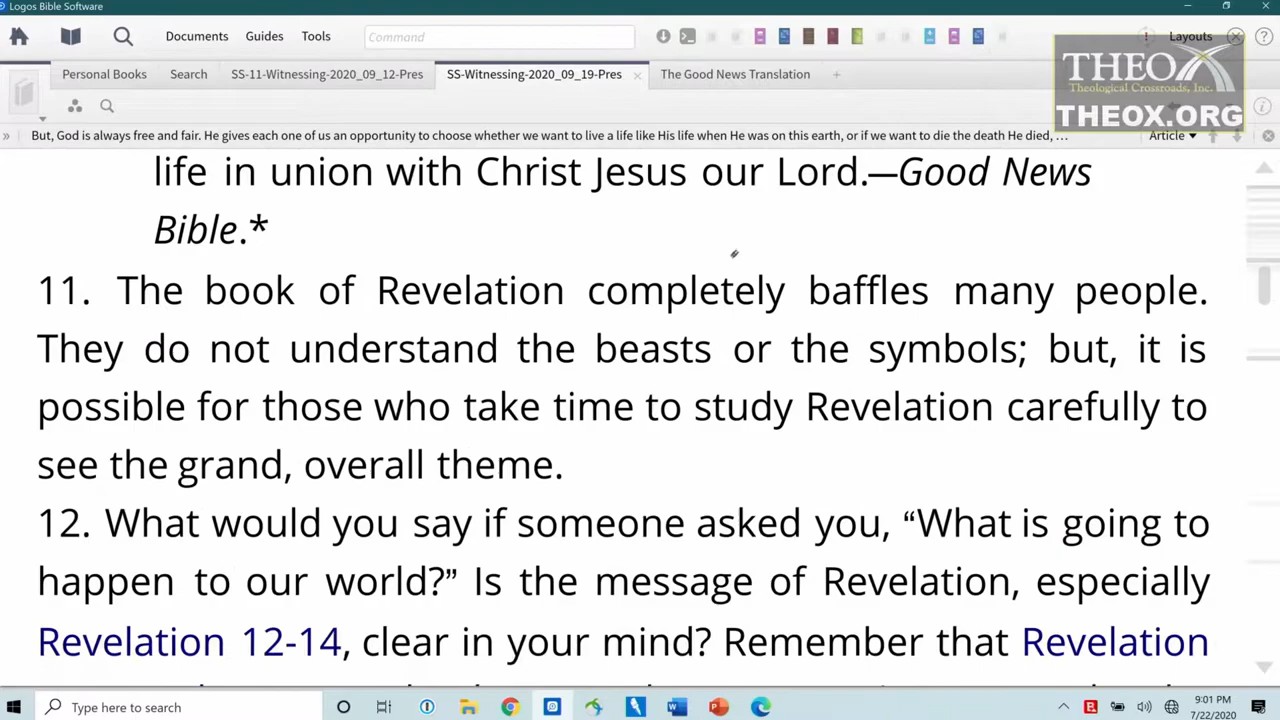 Logos Bible Software
Documents Guides Tools Command Layouts
THEOX
Theological Crossroads, Inc.
THEOX.ORG
Personal Books Search SS-11-Witnessing-2020_09_12-Pres SS-Witnessing-2020_09_19-Pres The Good News Translation
But, God is always free and fair. He gives each one of us an opportunity to choose whether we want to live a life like His life when He was on this earth, or if we want to die the death He died, … Article
life in union with Christ Jesus our Lord.—Good News
Bible.*
11. The book of Revelation completely baffles many people.
They do not understand the beasts or the symbols; but, it is
possible for those who take time to study Revelation carefully to
see the grand, overall theme.
12. What would you say if someone asked you, “What is going to
happen to our world?” Is the message of Revelation, especially
Revelation 12-14, clear in your mind? Remember that Revelation
Type here to search
9:01 PM
7/22/2020